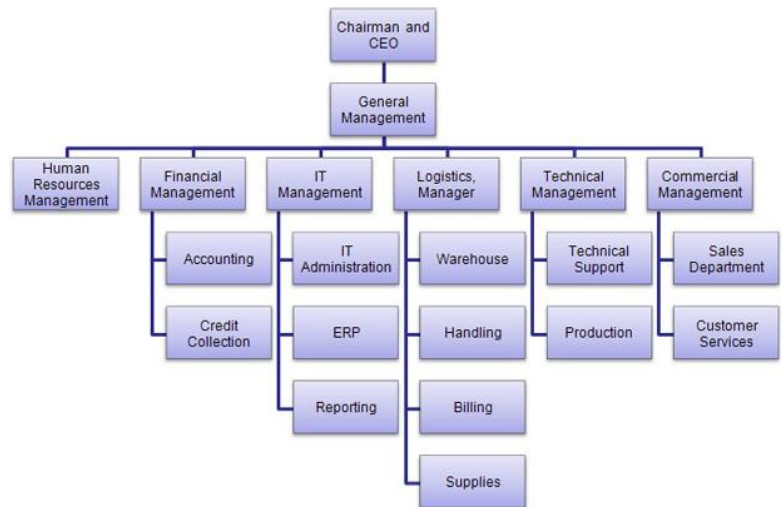 Chairman and
CEO
General
Management
Human
Resources
Management
Financial
Management
IT
Management
Logistics,
Manager
Technical
Management
Commercial
Management
Accounting
IT
Administration
Warehouse
Technical
Support
Sales
Department
Credit
Collection
ERP
Handling
Production
Customer
Services
Reporting
Billing
Supplies